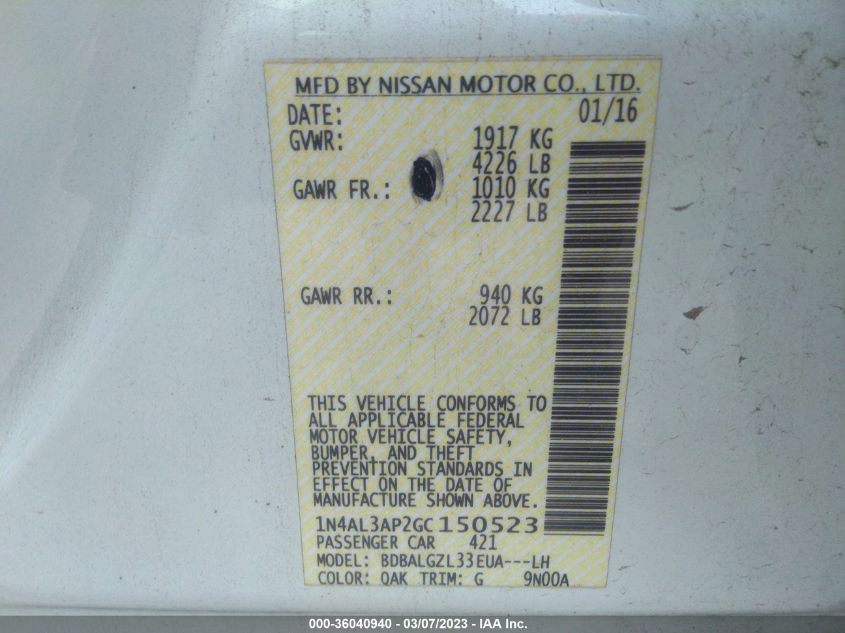 MFD BY NISSAN MOTOR CO., LTD.
DATE: 01/16
GVWR: 1917 KG
4226 LB
GAWR FR.: 1010 KG
2227 LB
GAWR RR.: 940 KG
2072 LB
THIS VEHICLE CONFORMS TO
ALL APPLICABLE FEDERAL
MOTOR VEHICLE SAFETY,
BUMPER, AND THEFT
PREVENTION STANDARDS IN
EFFECT ON THE DATE OF
MANUFACTURE SHOWN ABOVE.
1N4AL3AP2GC150523
PASSENGER CAR 421
MODEL: BDBALGZL33EUA---LH
COLOR: QAK TRIM: G 9N00A
000-36040940 - 03/07/2023 - IAA Inc.